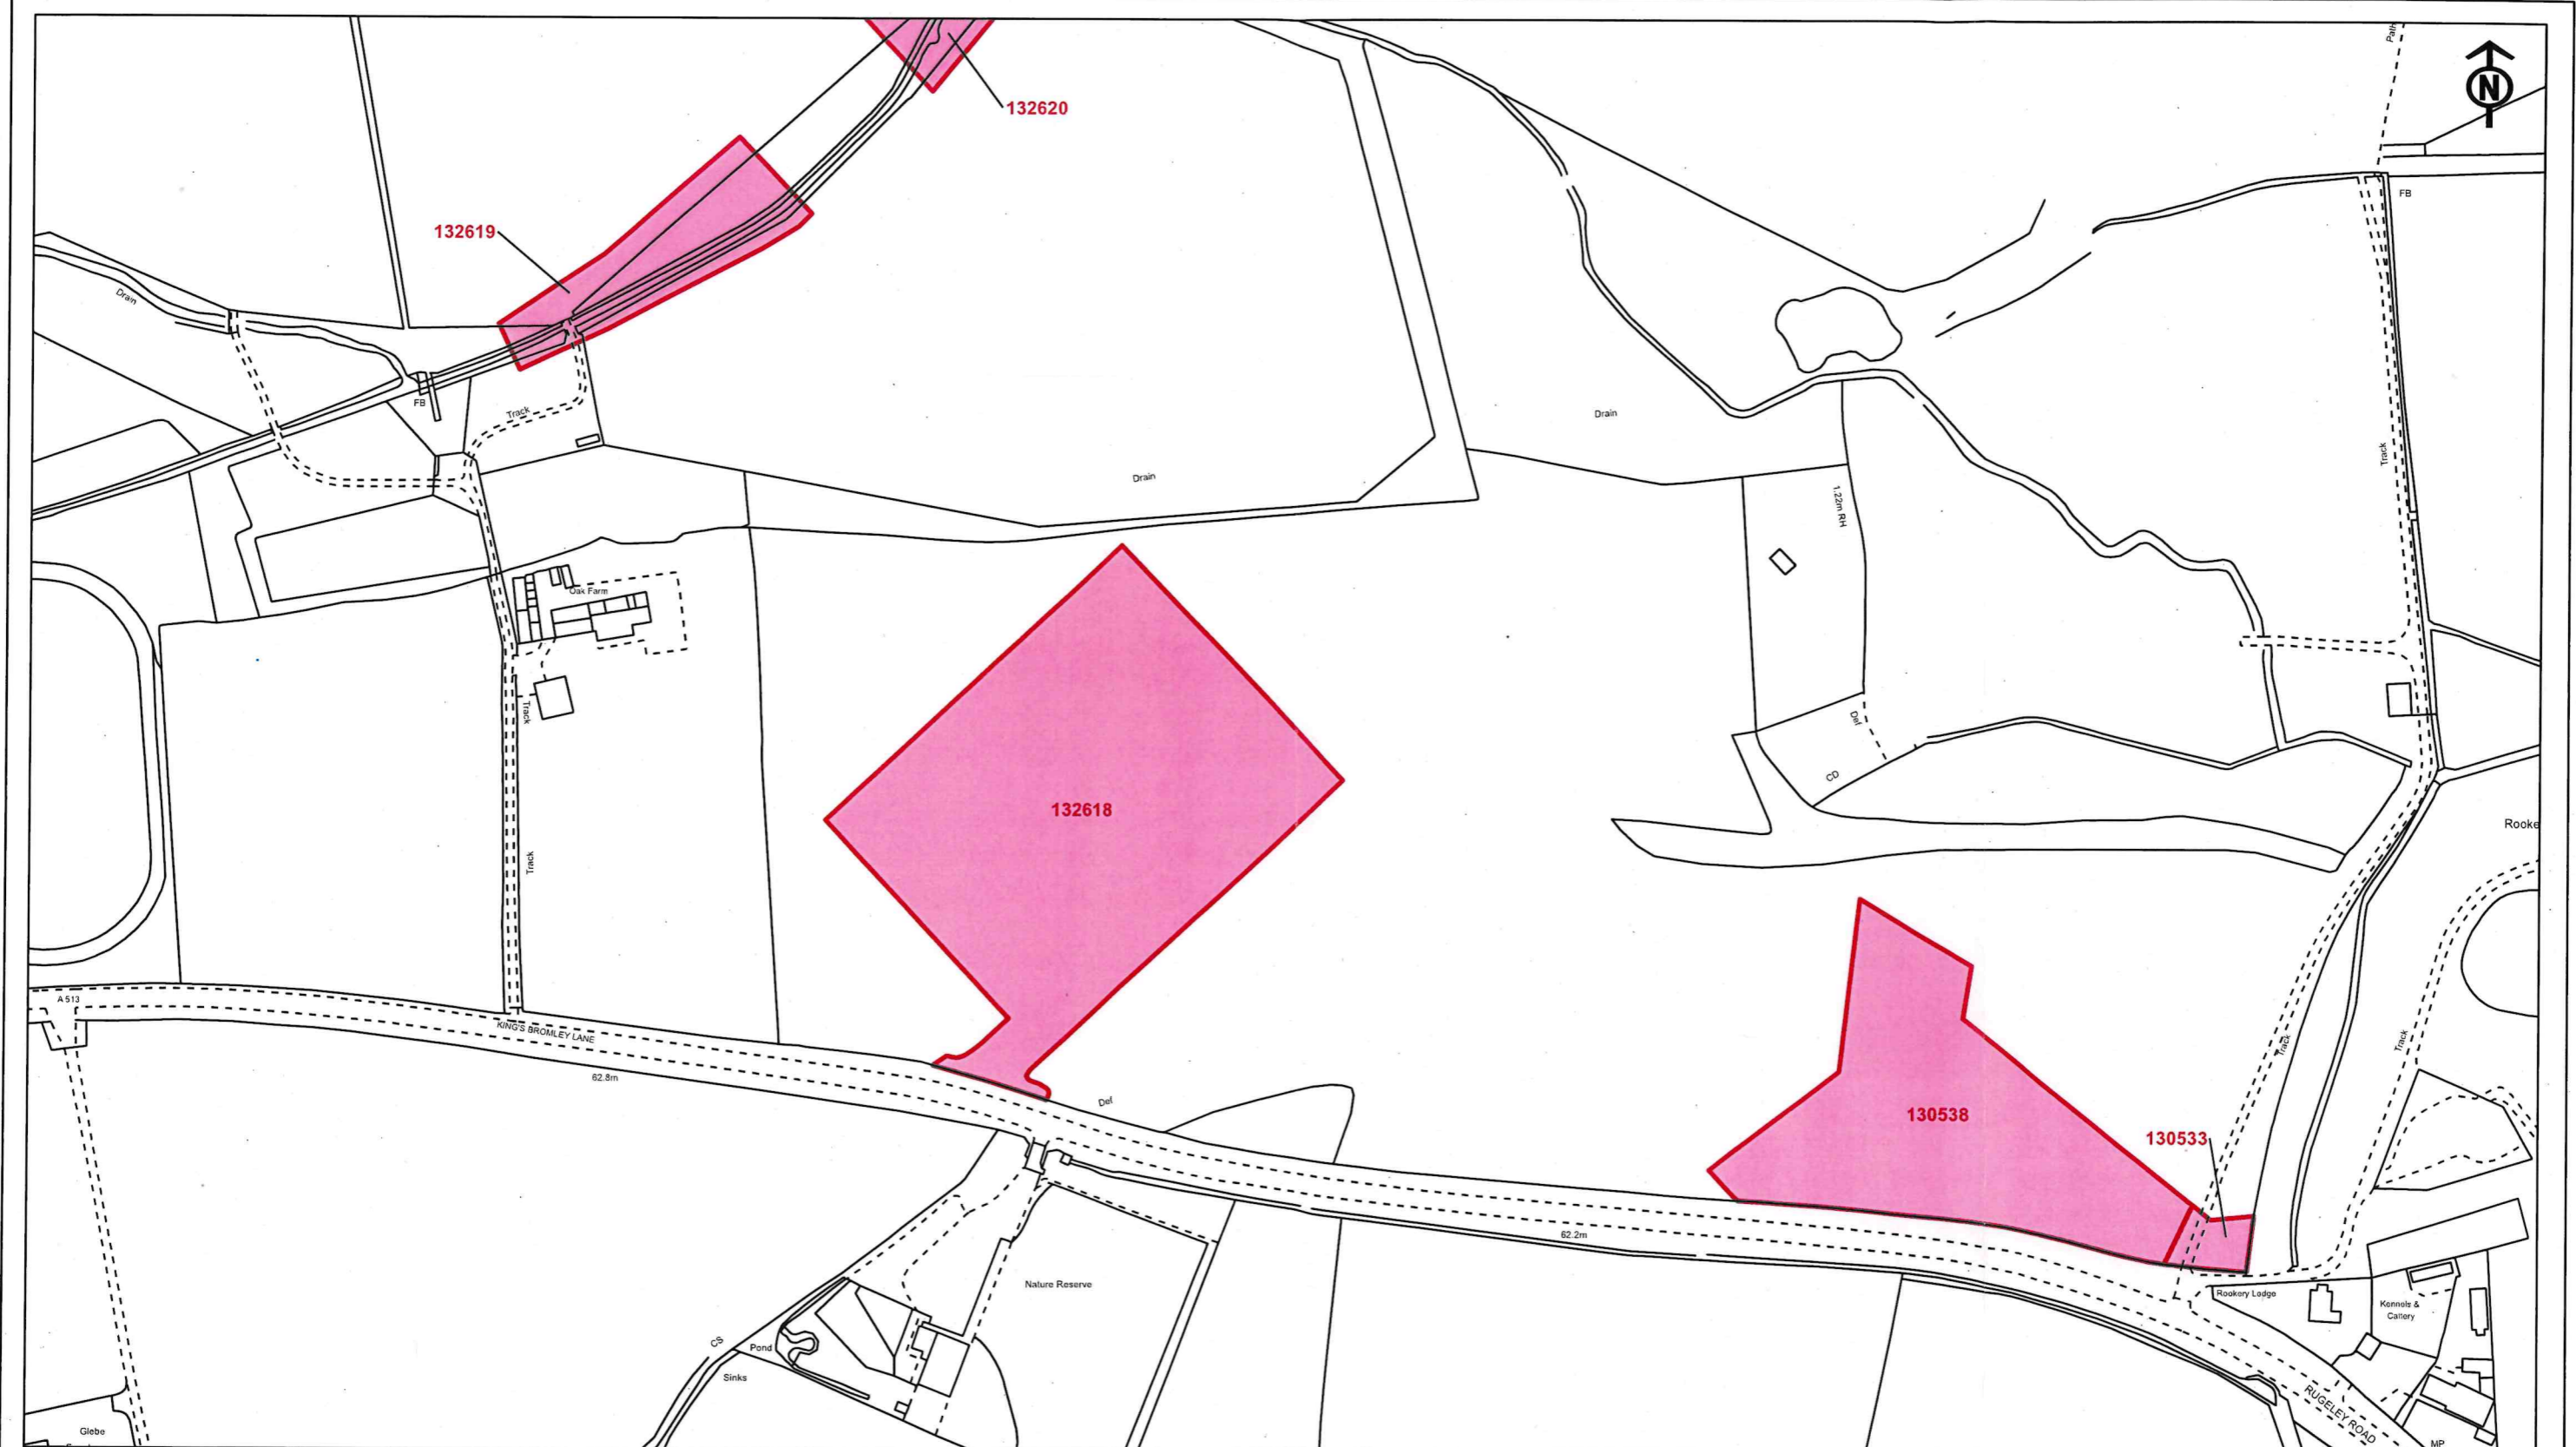 Path
N
132620
FB
132619
Drain
FB
Track
Drain
Drain
Track
1.22m RH
Oak Farm
Track
Def
CD
132618
Rooke
Track
A 513
KING'S BROMLEY LANE
62.8m
Def
Track
Track
130538
130533
62.2m
Nature Reserve
Rookery Lodge
Kennels &
Cattery
CS
Pond
Sinks
RUGELEY ROAD
Glebe
MP